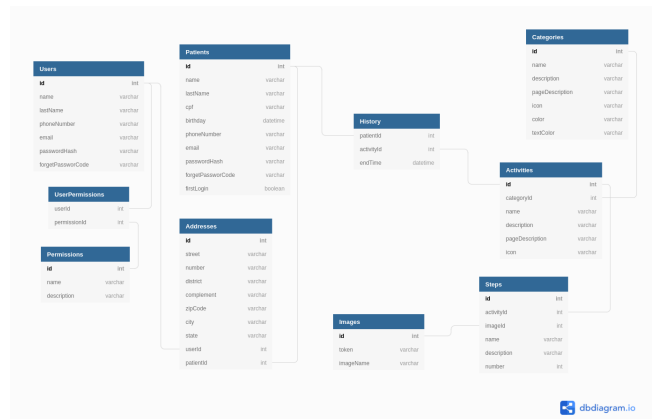 Users
id int
name varchar
lastName varchar
phoneNumber varchar
email varchar
passwordHash varchar
forgetPassworCode varchar
UserPermissions
userId int
permissionId int
Permissions
id int
name varchar
description varchar
Patients
id int
name varchar
lastName varchar
cpf varchar
birthday datetime
phoneNumber varchar
email varchar
passwordHash varchar
forgetPassworCode varchar
firstLogin boolean
Addresses
id int
street varchar
number varchar
district varchar
complement varchar
zipCode varchar
city varchar
state varchar
userId int
patientId int
History
patientId int
activityId int
endTime datetime
Images
id int
token varchar
imageName varchar
Categories
id int
name varchar
description varchar
pageDescription varchar
icon varchar
color varchar
textColor varchar
Activities
id int
categoryId int
name varchar
description varchar
pageDescription varchar
icon varchar
Steps
id int
activityId int
imageId int
name varchar
description varchar
number int
dbdiagram.io